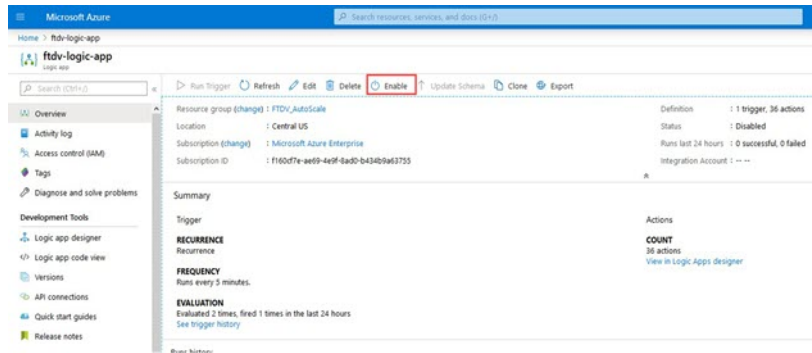 Microsoft Azure
Search resources, services, and docs (G+/)
Home > ftdv-logic-app
ftdv-logic-app
Logic app
Search (Ctrl+/) «
Run Trigger Refresh Edit Delete Enable Update Schema Clone Export
Overview
Activity log
Access control (IAM)
Tags
Diagnose and solve problems
Development Tools
Logic app designer
Logic app code view
Versions
API connections
Quick start guides
Release notes
Resource group (change) : FTDV_AutoScale
Location : Central US
Subscription (change) : Microsoft Azure Enterprise
Subscription ID : f160df7e-ae69-4e9f-8ad0-b434b9a63755
Definition : 1 trigger, 36 actions
Status : Disabled
Runs last 24 hours : 0 successful, 0 failed
Integration Account : -- --
Summary
Trigger
RECURRENCE
Recurrence
FREQUENCY
Runs every 5 minutes.
EVALUATION
Evaluated 2 times, fired 1 times in the last 24 hours
See trigger history
Actions
COUNT
36 actions
View in Logic Apps designer
Runs history